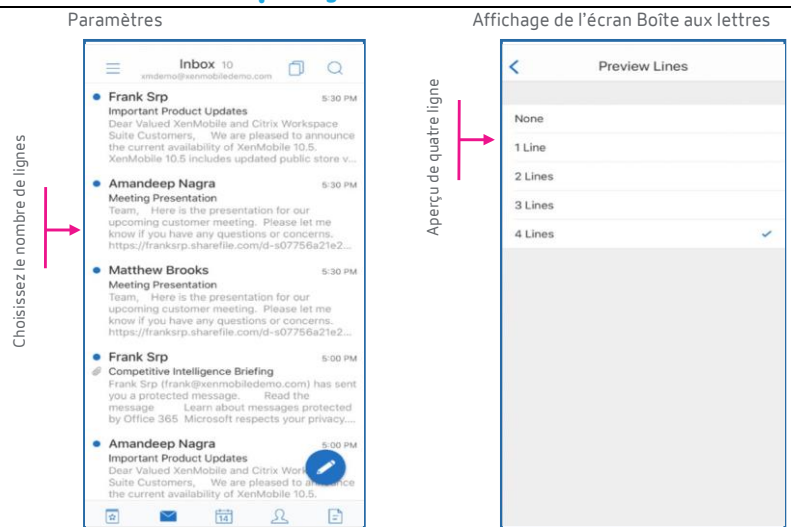 Paramètres
Affichage de l'écran Boîte aux lettres
Choisissez le nombre de lignes
Inbox 10
xmdemo@xenmobiledemo.com
Frank Srp 5:30 PM
Important Product Updates
Dear Valued XenMobile and Citrix Workspace
Suite Customers, We are pleased to announce
the current availability of XenMobile 10.5.
XenMobile 10.5 includes updated public store v...
Amandeep Nagra 5:30 PM
Meeting Presentation
Team, Here is the presentation for our
upcoming customer meeting. Please let me
know if you have any questions or concerns.
https://franksrp.sharefile.com/d-s07756a21e2...
Matthew Brooks 5:30 PM
Meeting Presentation
Team, Here is the presentation for our
upcoming customer meeting. Please let me
know if you have any questions or concerns.
https://franksrp.sharefile.com/d-s07756a21e2...
Frank Srp 5:00 PM
Competitive Intelligence Briefing
Frank Srp (frank@xenmobiledemo.com) has sent
you a protected message. Read the
message Learn about messages protected
by Office 365 Microsoft respects your privacy....
Amandeep Nagra 5:00 PM
Important Product Updates
Dear Valued XenMobile and Citrix
Suite Customers, We are pleased to
the current availability of XenMobile 10.5.
14
Aperçu de quatre ligne
Preview Lines
None
1 Line
2 Lines
3 Lines
4 Lines